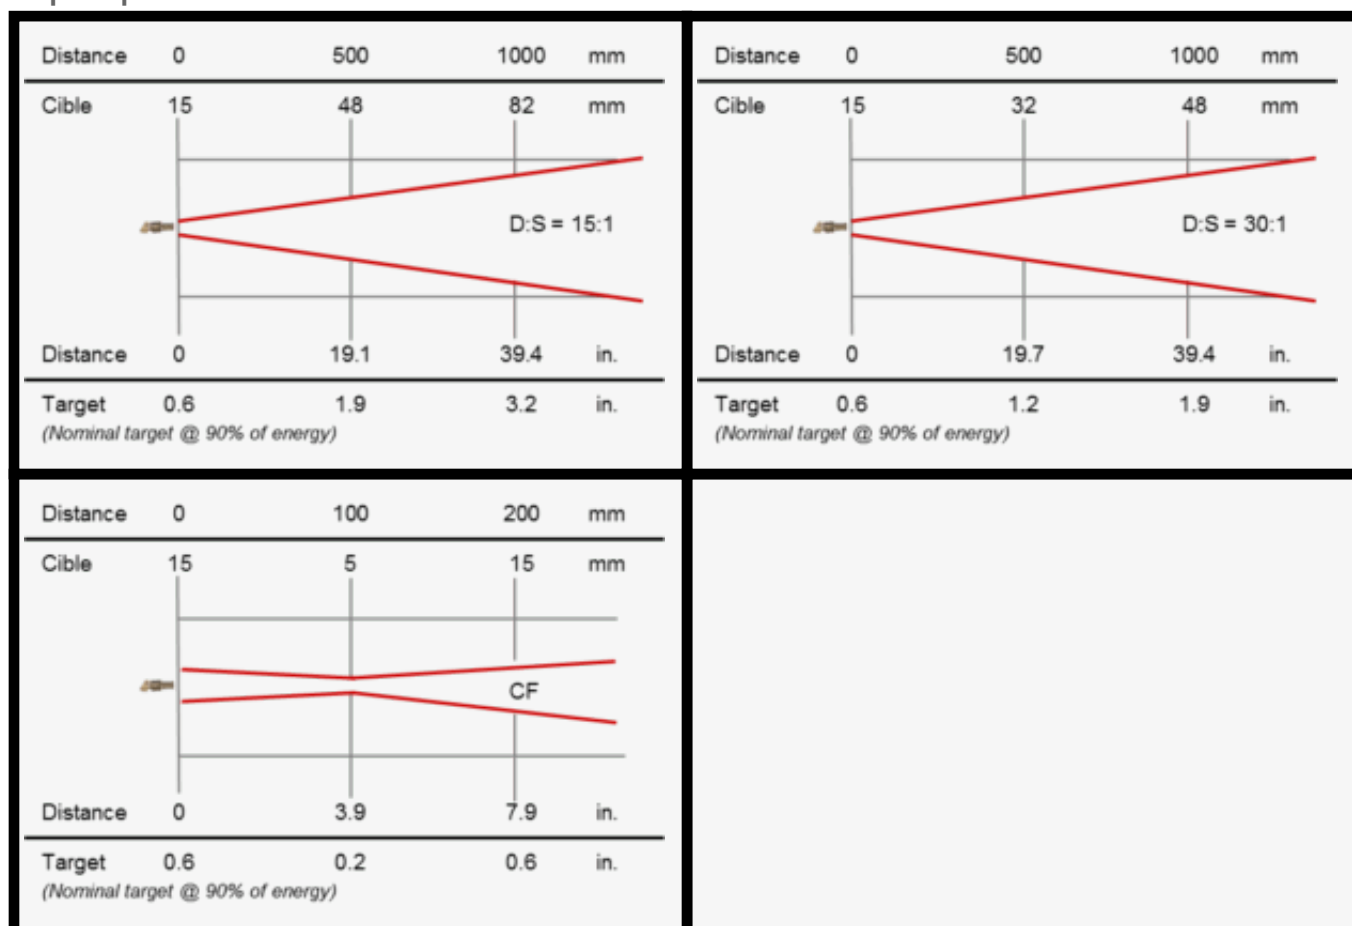 Distance 0 500 1000 mm
Cible 15 48 82 mm
D:S = 15:1
Distance 0 19.1 39.4 in.
Target 0.6 1.9 3.2 in.
(Nominal target @ 90% of energy)
Distance 0 500 1000 mm
Cible 15 32 48 mm
D:S = 30:1
Distance 0 19.7 39.4 in.
Target 0.6 1.2 1.9 in.
(Nominal target @ 90% of energy)
Distance 0 100 200 mm
Cible 15 5 15 mm
CF
Distance 0 3.9 7.9 in.
Target 0.6 0.2 0.6 in.
(Nominal target @ 90% of energy)